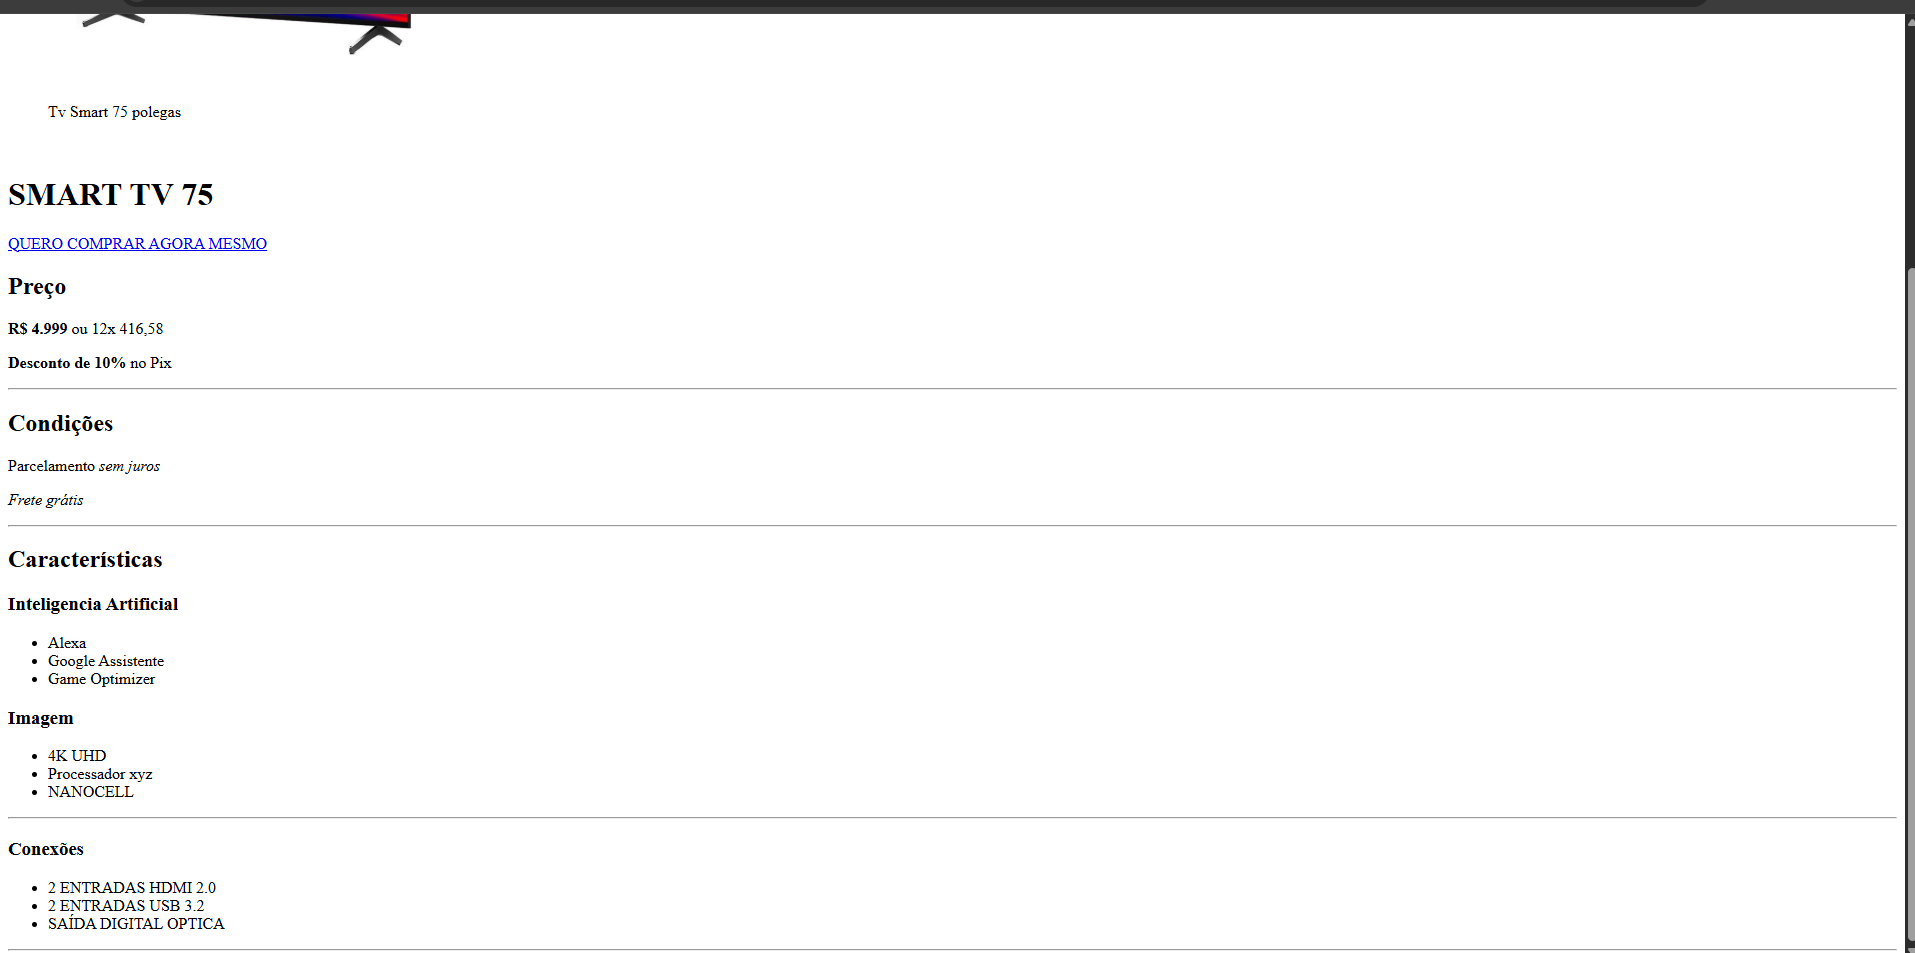 Tv Smart 75 polegas
SMART TV 75
QUERO COMPRAR AGORA MESMO
Preço
R$ 4.999 ou 12x 416,58
Desconto de 10% no Pix
Condições
Parcelamento sem juros
Frete grátis
Características
Inteligencia Artificial
• Alexa
• Google Assistente
• Game Optimizer
Imagem
• 4K UHD
• Processador xyz
• NANOCELL
Conexões
• 2 ENTRADAS HDMI 2.0
• 2 ENTRADAS USB 3.2
• SAÍDA DIGITAL OPTICA